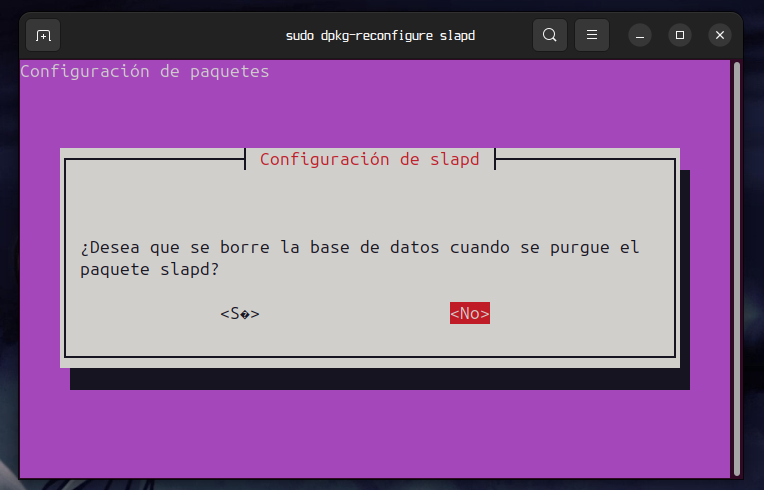 sudo dpkg-reconfigure slapd
Configuración de paquetes
Configuración de slapd
¿Desea que se borre la base de datos cuando se purgue el
paquete slapd?
<S�> <No>